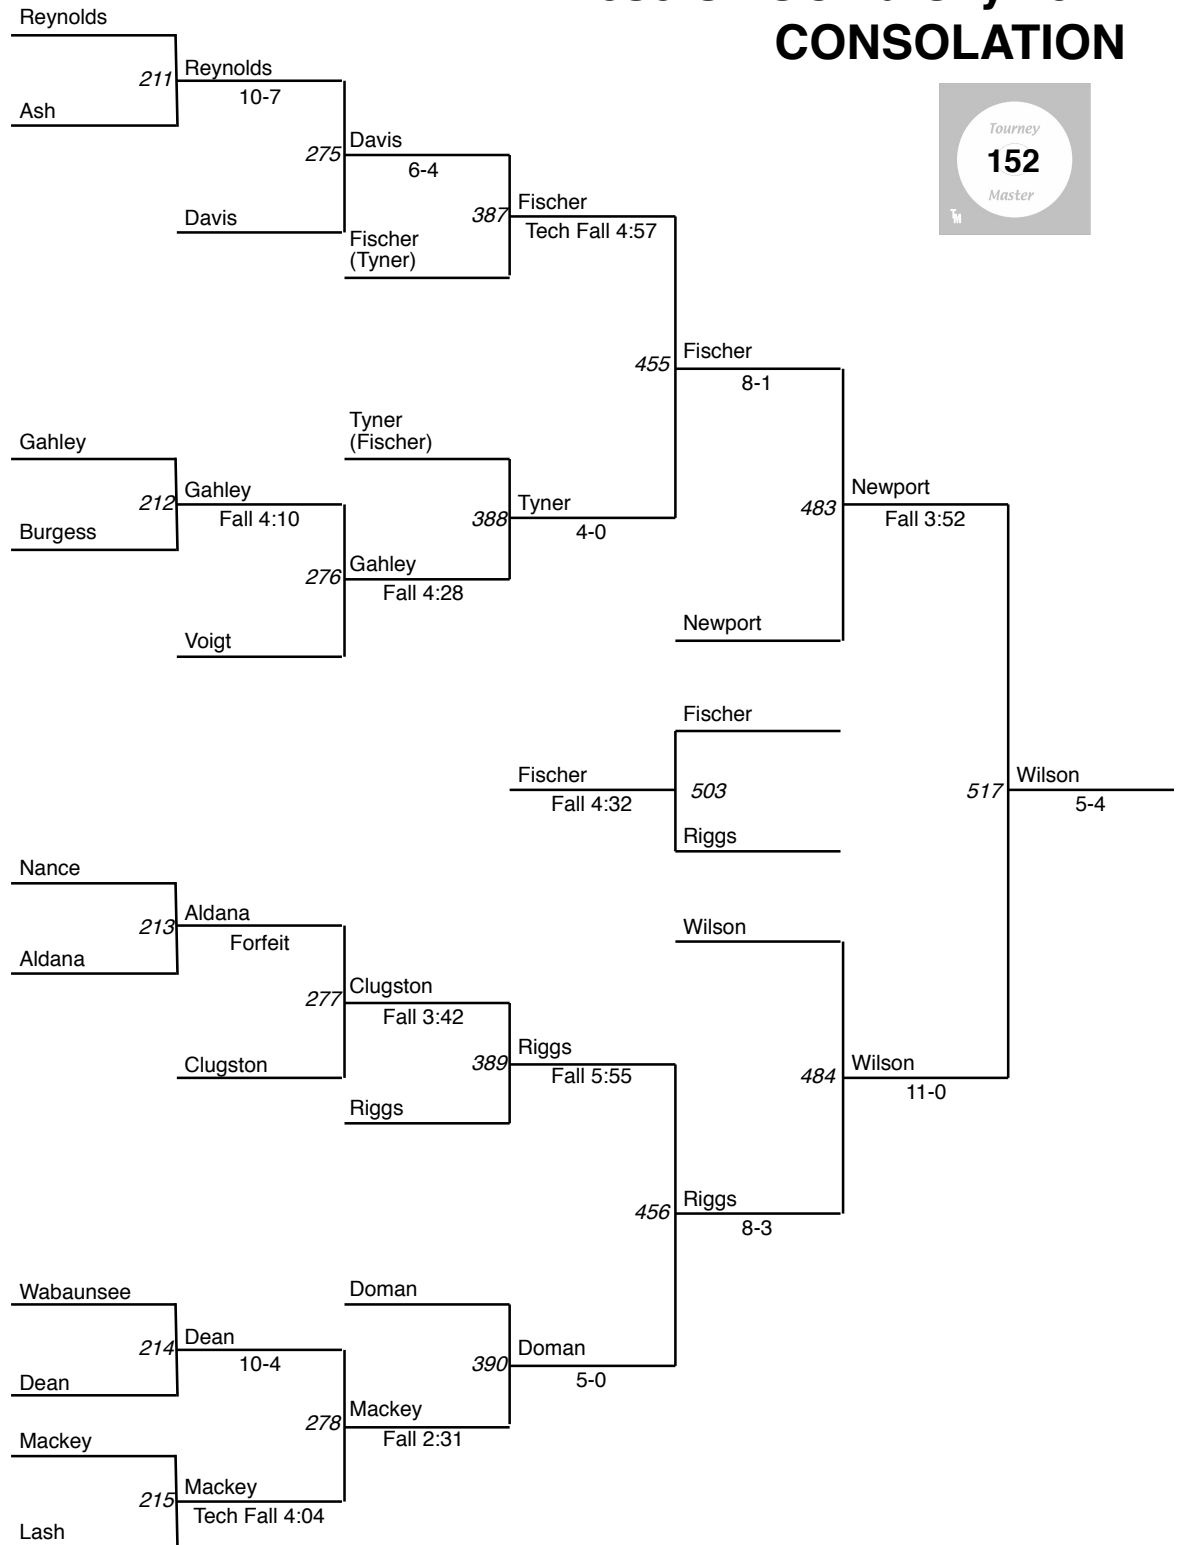 CONSOLATION
Tourney
152
Master
TM
Reynolds
211
Reynolds
10-7
Ash
275
Davis
6-4
Davis
Fischer
(Tyner)
387
Fischer
Tech Fall 4:57
455
Fischer
8-1
Tyner
(Fischer)
Gahley
212
Gahley
Fall 4:10
Burgess
388
Tyner
4-0
276
Gahley
Fall 4:28
Voigt
483
Newport
Fall 3:52
Newport
Fischer
Fischer
Fall 4:32
503
Riggs
517
Wilson
5-4
Nance
213
Aldana
Forfeit
Aldana
Wilson
277
Clugston
Fall 3:42
Clugston
389
Riggs
Fall 5:55
Riggs
484
Wilson
11-0
456
Riggs
8-3
Wabaunsee
214
Dean
10-4
Dean
Doman
390
Doman
5-0
278
Mackey
Fall 2:31
Mackey
215
Mackey
Tech Fall 4:04
Lash